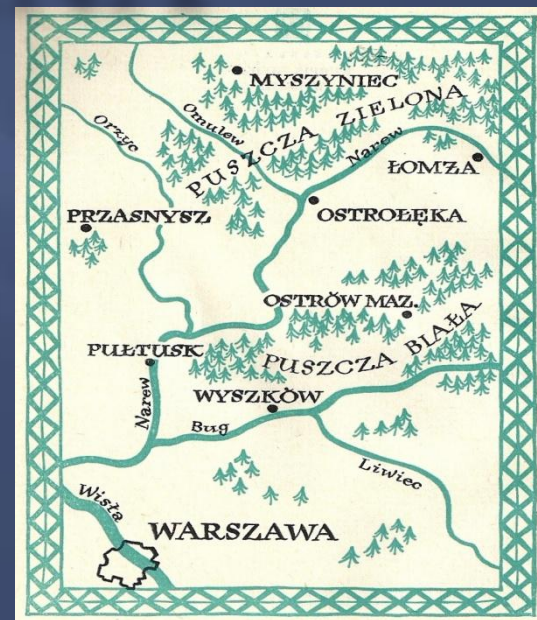 MYSZYNIEC
Orzyc
Omulew
PUSZCZA ZIELONA
Narew
ŁOMŻA
PRZASNYSZ
OSTROŁĘKA
OSTRÓW MAZ.
PUŁTUSK
PUSZCZA BIAŁA
WYSZKÓW
Narew
Bug
Liwiec
Wisła
WARSZAWA